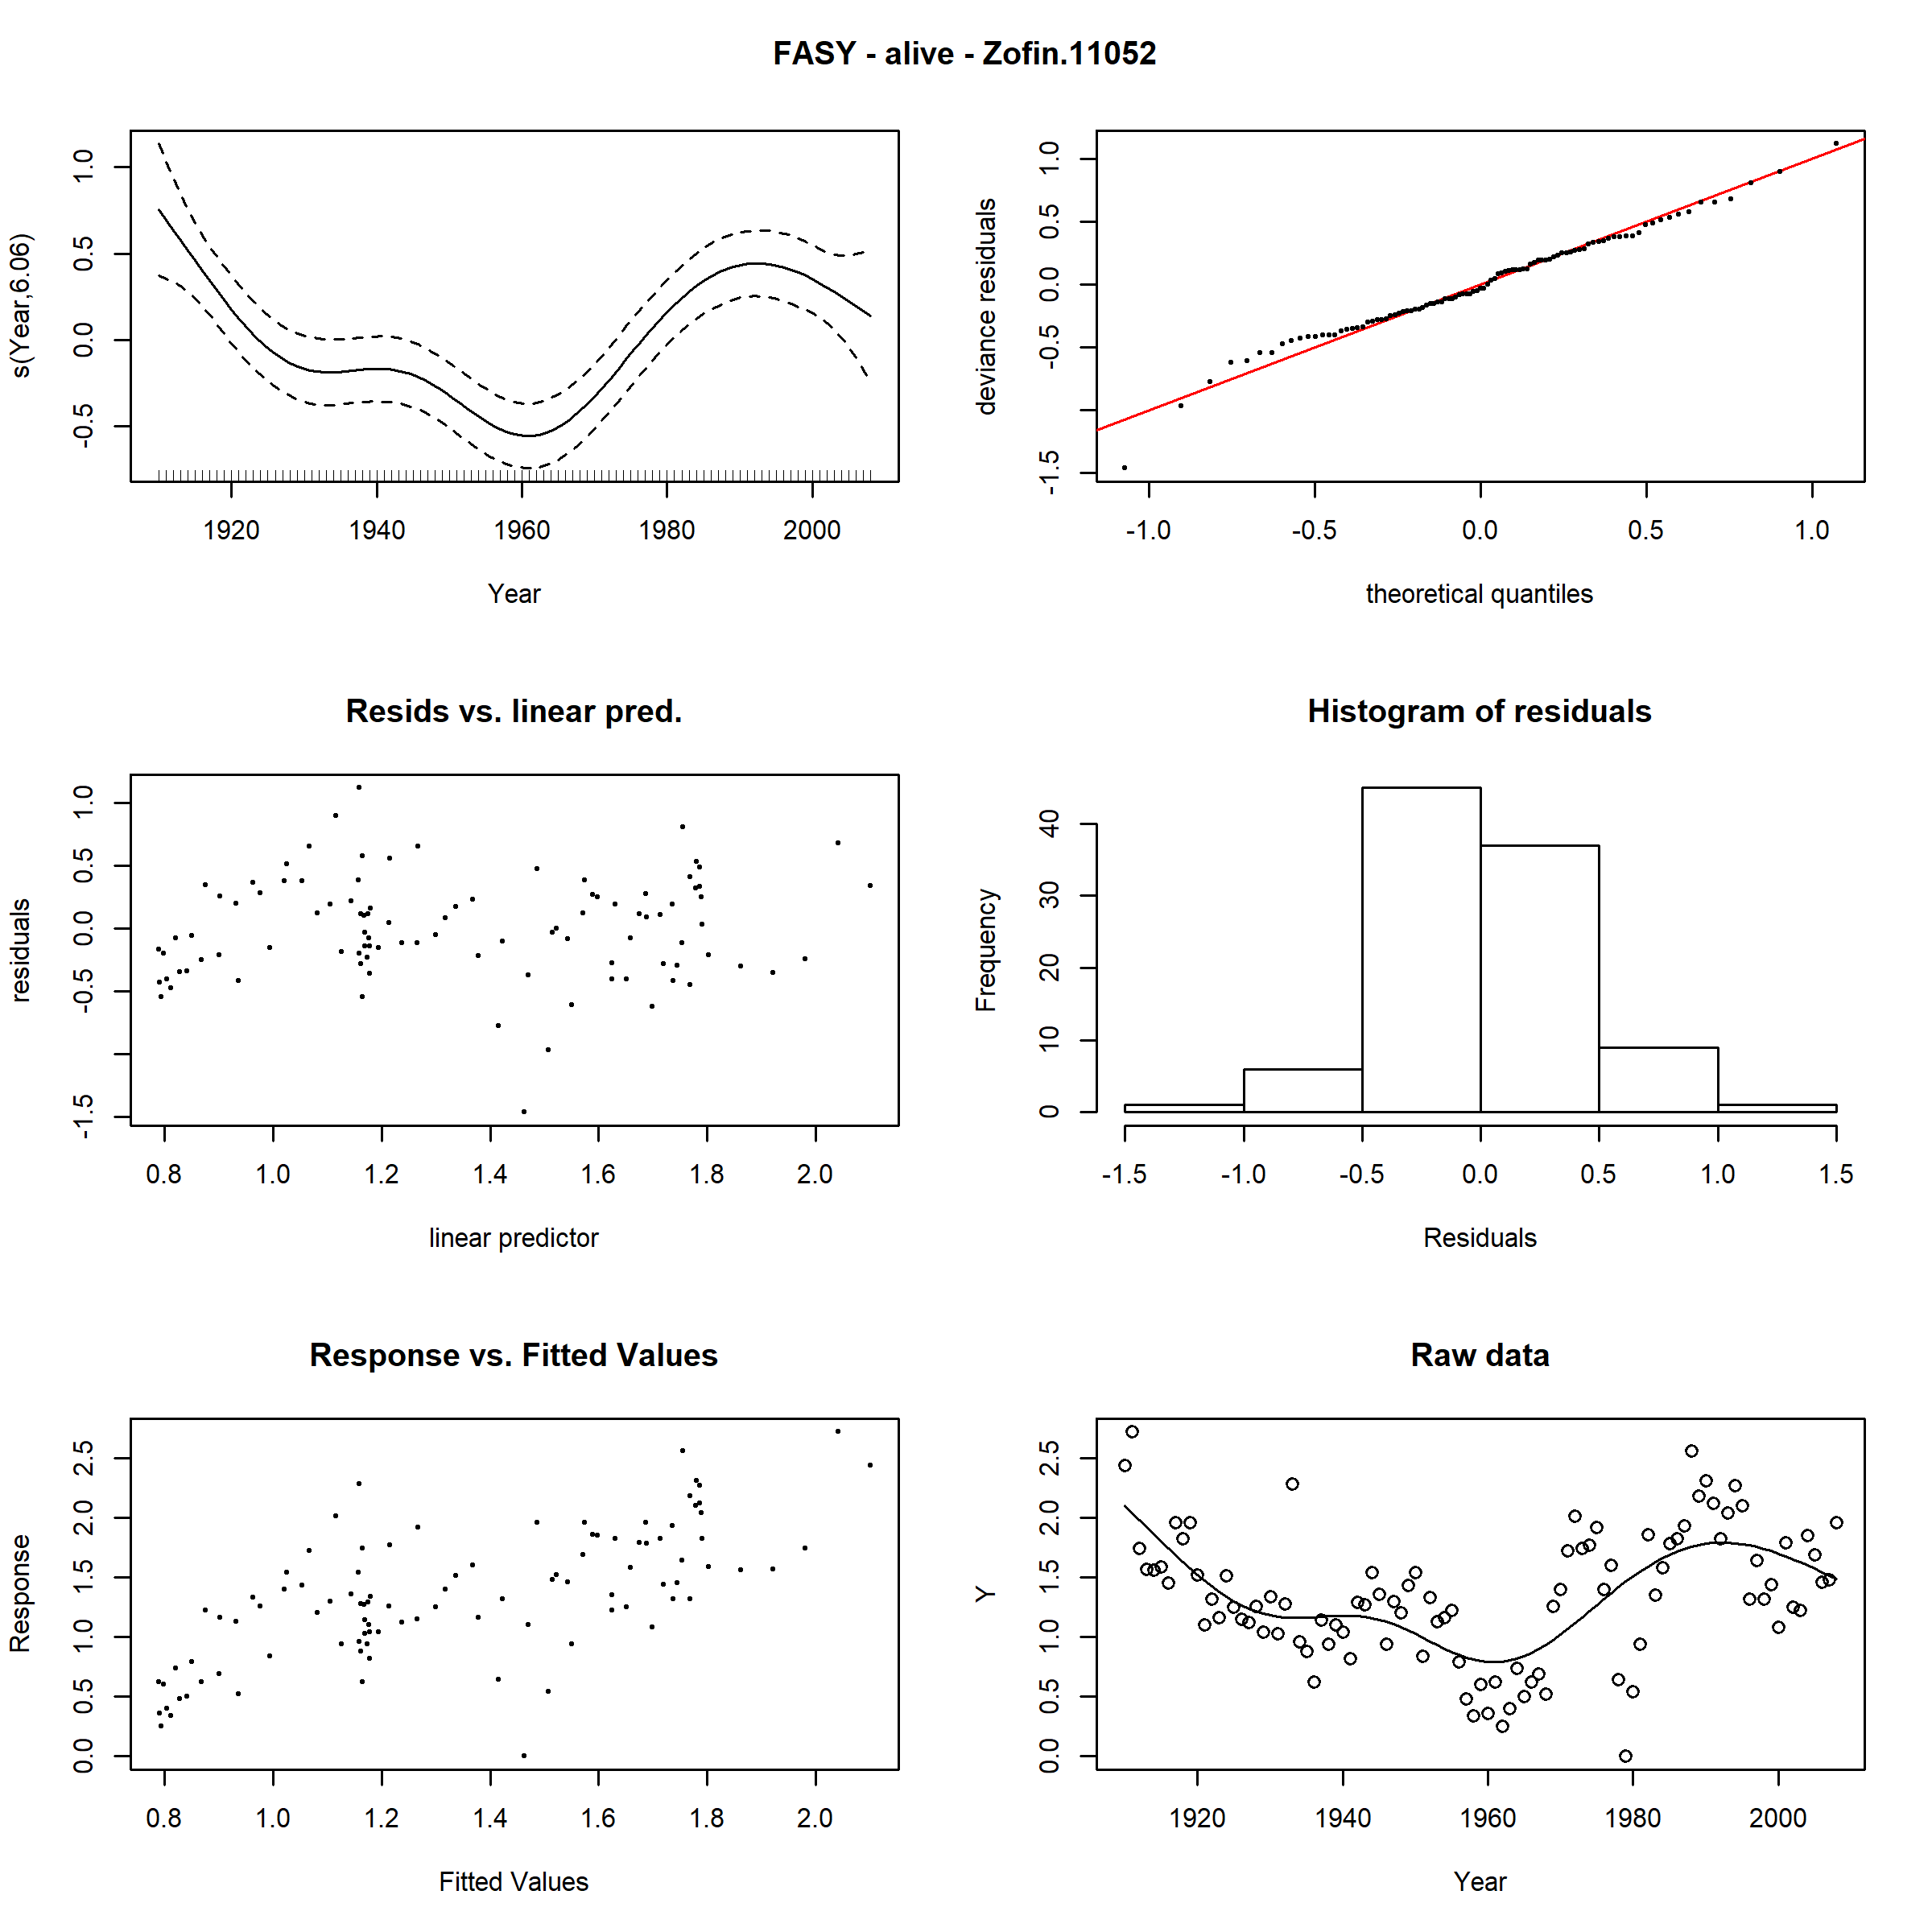 FASY - alive - Zofin.11052
s(Year,6.06)
-0.5 0.0 0.5 1.0
1920 1940 1960 1980 2000
Year
deviance residuals
-1.5 -0.5 0.0 0.5 1.0
-1.0 -0.5 0.0 0.5 1.0
theoretical quantiles
Resids vs. linear pred.
residuals
-1.5 -0.5 0.0 0.5 1.0
0.8 1.0 1.2 1.4 1.6 1.8 2.0
linear predictor
Histogram of residuals
Frequency
0 10 20 30 40
-1.5 -1.0 -0.5 0.0 0.5 1.0 1.5
Residuals
Response vs. Fitted Values
Response
0.0 0.5 1.0 1.5 2.0 2.5
0.8 1.0 1.2 1.4 1.6 1.8 2.0
Fitted Values
Raw data
Y
0.0 0.5 1.0 1.5 2.0 2.5
1920 1940 1960 1980 2000
Year